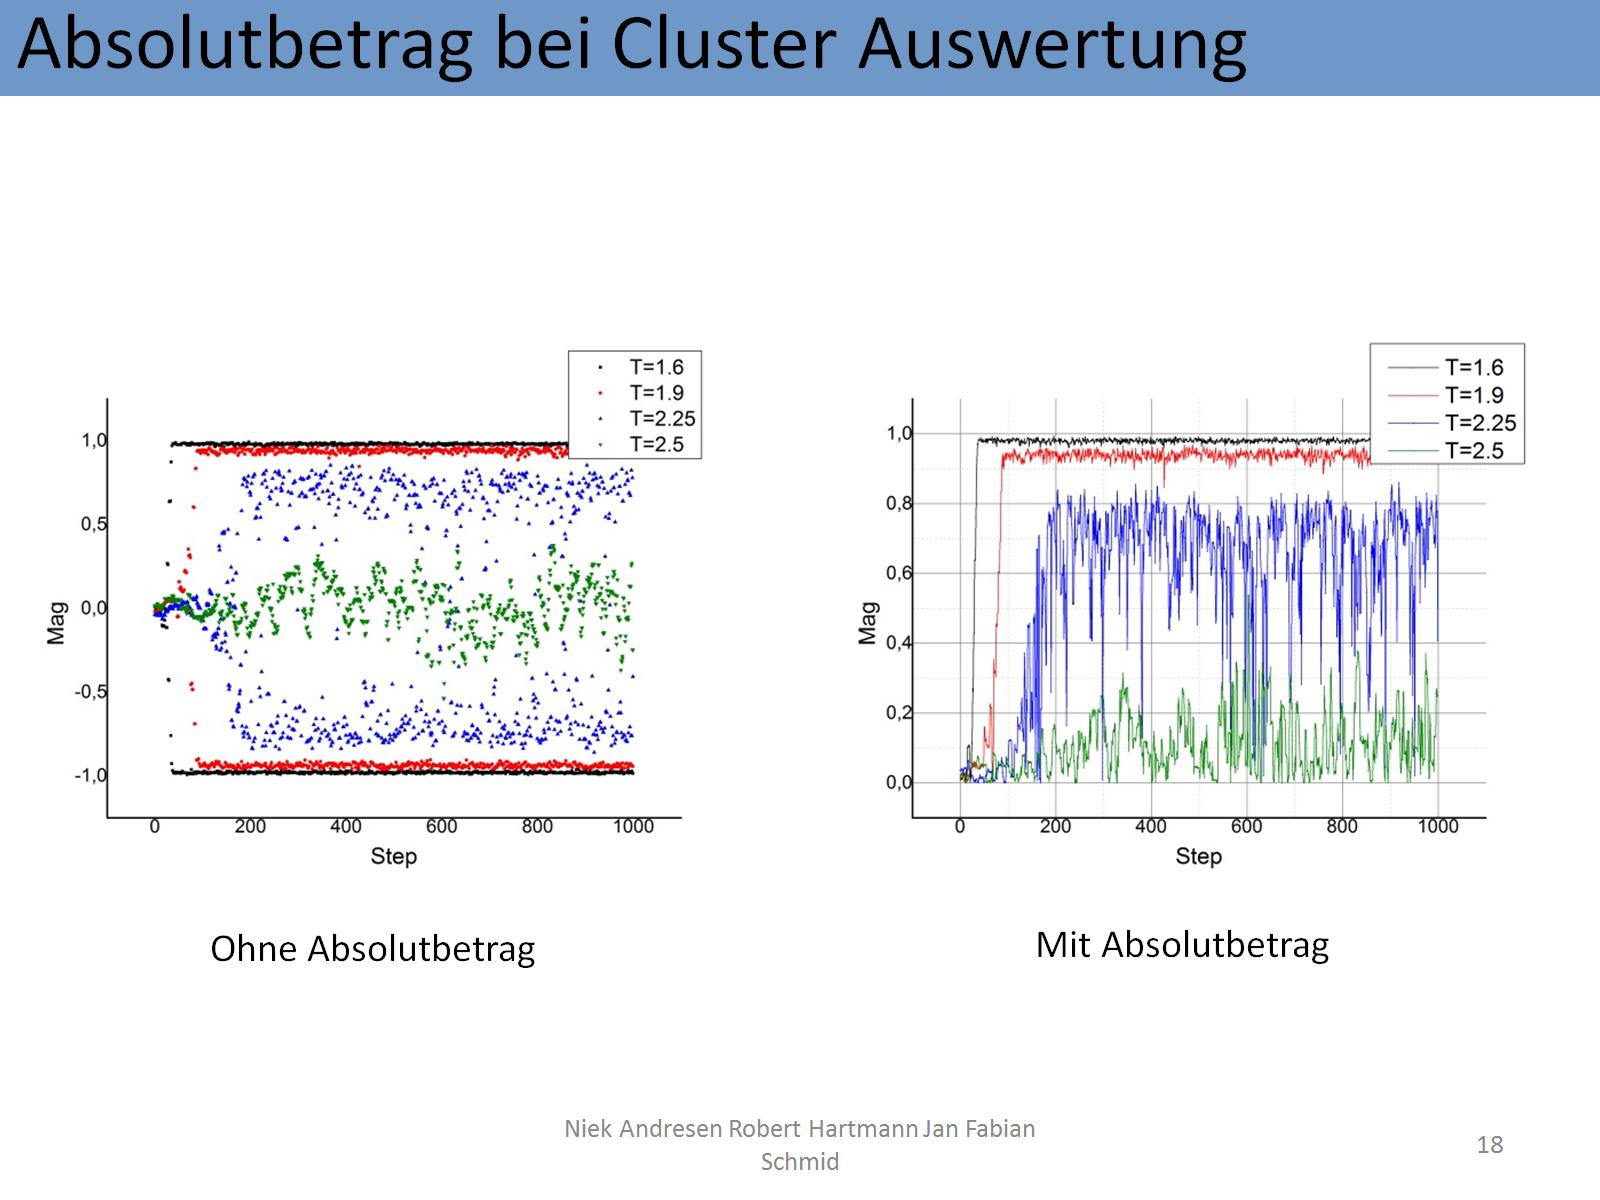 Absolutbetrag bei Cluster Auswertung
T=1.6
T=1.9
T=2.25
T=2.5
1,0
0,5
0,0
-0,5
-1,0
Mag
0 200 400 600 800 1000
Step
Ohne Absolutbetrag
T=1.6
T=1.9
T=2.25
T=2.5
1,0
0,8
0,6
0,4
0,2
0,0
Mag
0 200 400 600 800 1000
Step
Mit Absolutbetrag
Niek Andresen Robert Hartmann Jan Fabian
Schmid
18